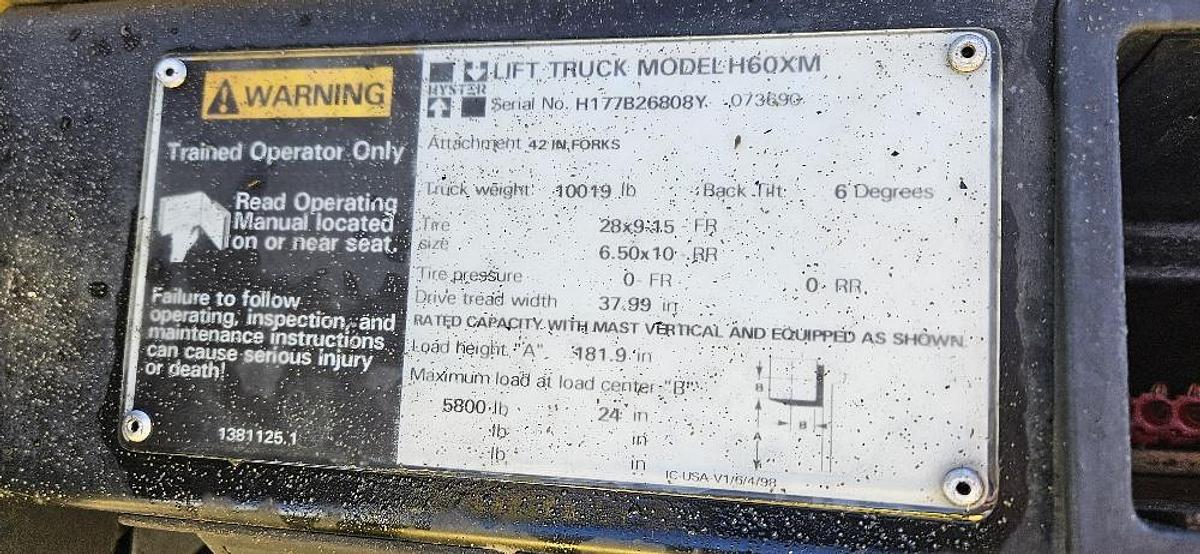 WARNING
Trained Operator Only
Read Operating
Manual located
on or near seat.
Failure to follow
operating, inspection, and
maintenance instructions
can cause serious injury
or death!
1381125.1
HYSTER
LIFT TRUCK MODEL H60XM
Serial No. H177B26808Y 073690
Attachment 42 IN,FORKS
Truck weight 10019 lb Back Tilt 6 Degrees
Tire 28x9-15 FR
size 6.50x10 RR
Tire pressure 0 FR 0 RR
Drive tread width 37.99 in
RATED CAPACITY WITH MAST VERTICAL AND EQUIPPED AS SHOWN
Load height "A" 181.9 in
Maximum load at load center "B"
5800 lb 24 in
lb in
lb in
B
A
B
IC-USA-V1/6/4/98